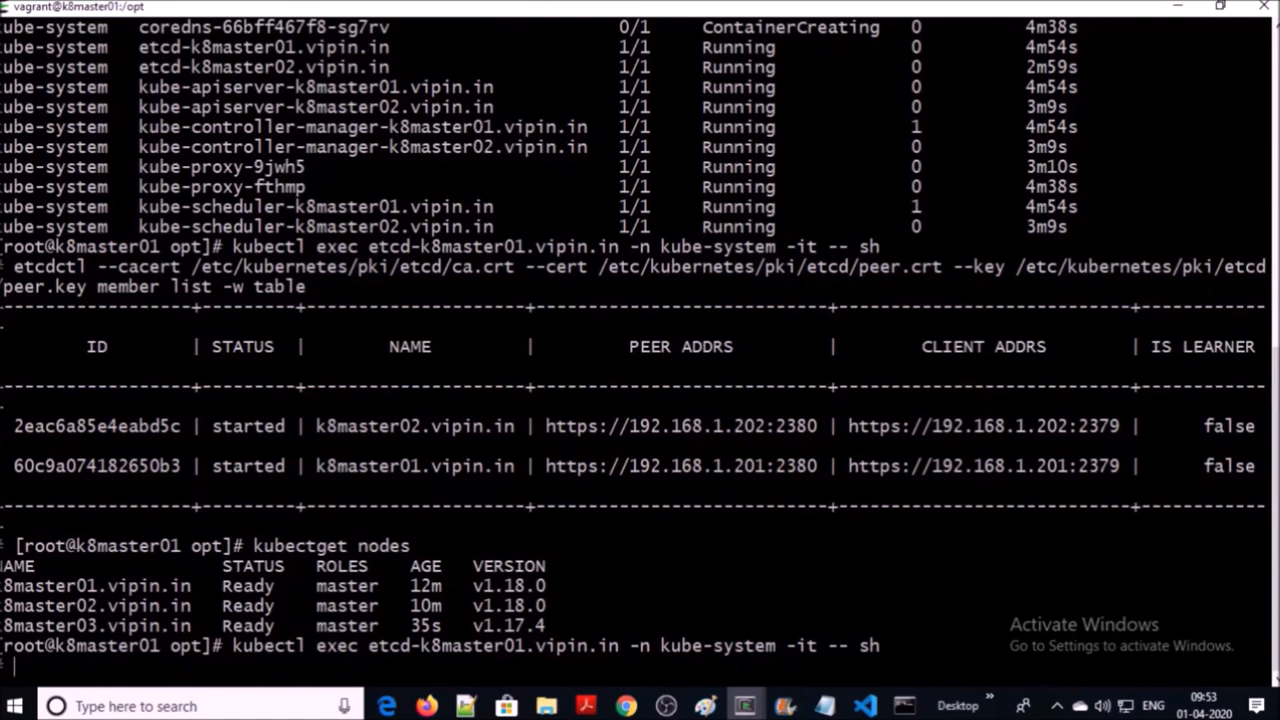 vagrant@k8master01:/opt
ube-system coredns-66bff467f8-sg7rv 0/1 ContainerCreating 0 4m38s
ube-system etcd-k8master01.vipin.in 1/1 Running 0 4m54s
ube-system etcd-k8master02.vipin.in 1/1 Running 0 2m59s
ube-system kube-apiserver-k8master01.vipin.in 1/1 Running 0 4m54s
ube-system kube-apiserver-k8master02.vipin.in 1/1 Running 0 3m9s
ube-system kube-controller-manager-k8master01.vipin.in 1/1 Running 1 4m54s
ube-system kube-controller-manager-k8master02.vipin.in 1/1 Running 0 3m9s
ube-system kube-proxy-9jwh5 1/1 Running 0 3m10s
ube-system kube-proxy-fthmp 1/1 Running 0 4m38s
ube-system kube-scheduler-k8master01.vipin.in 1/1 Running 1 4m54s
ube-system kube-scheduler-k8master02.vipin.in 1/1 Running 0 3m9s
[root@k8master01 opt]# kubectl exec etcd-k8master01.vipin.in -n kube-system -it -- sh
etcdctl --cacert /etc/kubernetes/pki/etcd/ca.crt --cert /etc/kubernetes/pki/etcd/peer.crt --key /etc/kubernetes/pki/etcd
/peer.key member list -w table
-----------------+---------+---------------------+----------------------------+----------------------------+-----------
ID | STATUS | NAME | PEER ADDRS | CLIENT ADDRS | IS LEARNER
-----------------+---------+---------------------+----------------------------+----------------------------+-----------
2eac6a85e4eabd5c | started | k8master02.vipin.in | https://192.168.1.202:2380 | https://192.168.1.202:2379 | false
60c9a074182650b3 | started | k8master01.vipin.in | https://192.168.1.201:2380 | https://192.168.1.201:2379 | false
-----------------+---------+---------------------+----------------------------+----------------------------+-----------
[root@k8master01 opt]# kubectget nodes
NAME STATUS ROLES AGE VERSION
k8master01.vipin.in Ready master 12m v1.18.0
k8master02.vipin.in Ready master 10m v1.18.0
k8master03.vipin.in Ready master 35s v1.17.4
[root@k8master01 opt]# kubectl exec etcd-k8master01.vipin.in -n kube-system -it -- sh
#
Activate Windows
Go to Settings to activate Windows.
Type here to search
Desktop
ENG
09:53
01-04-2020